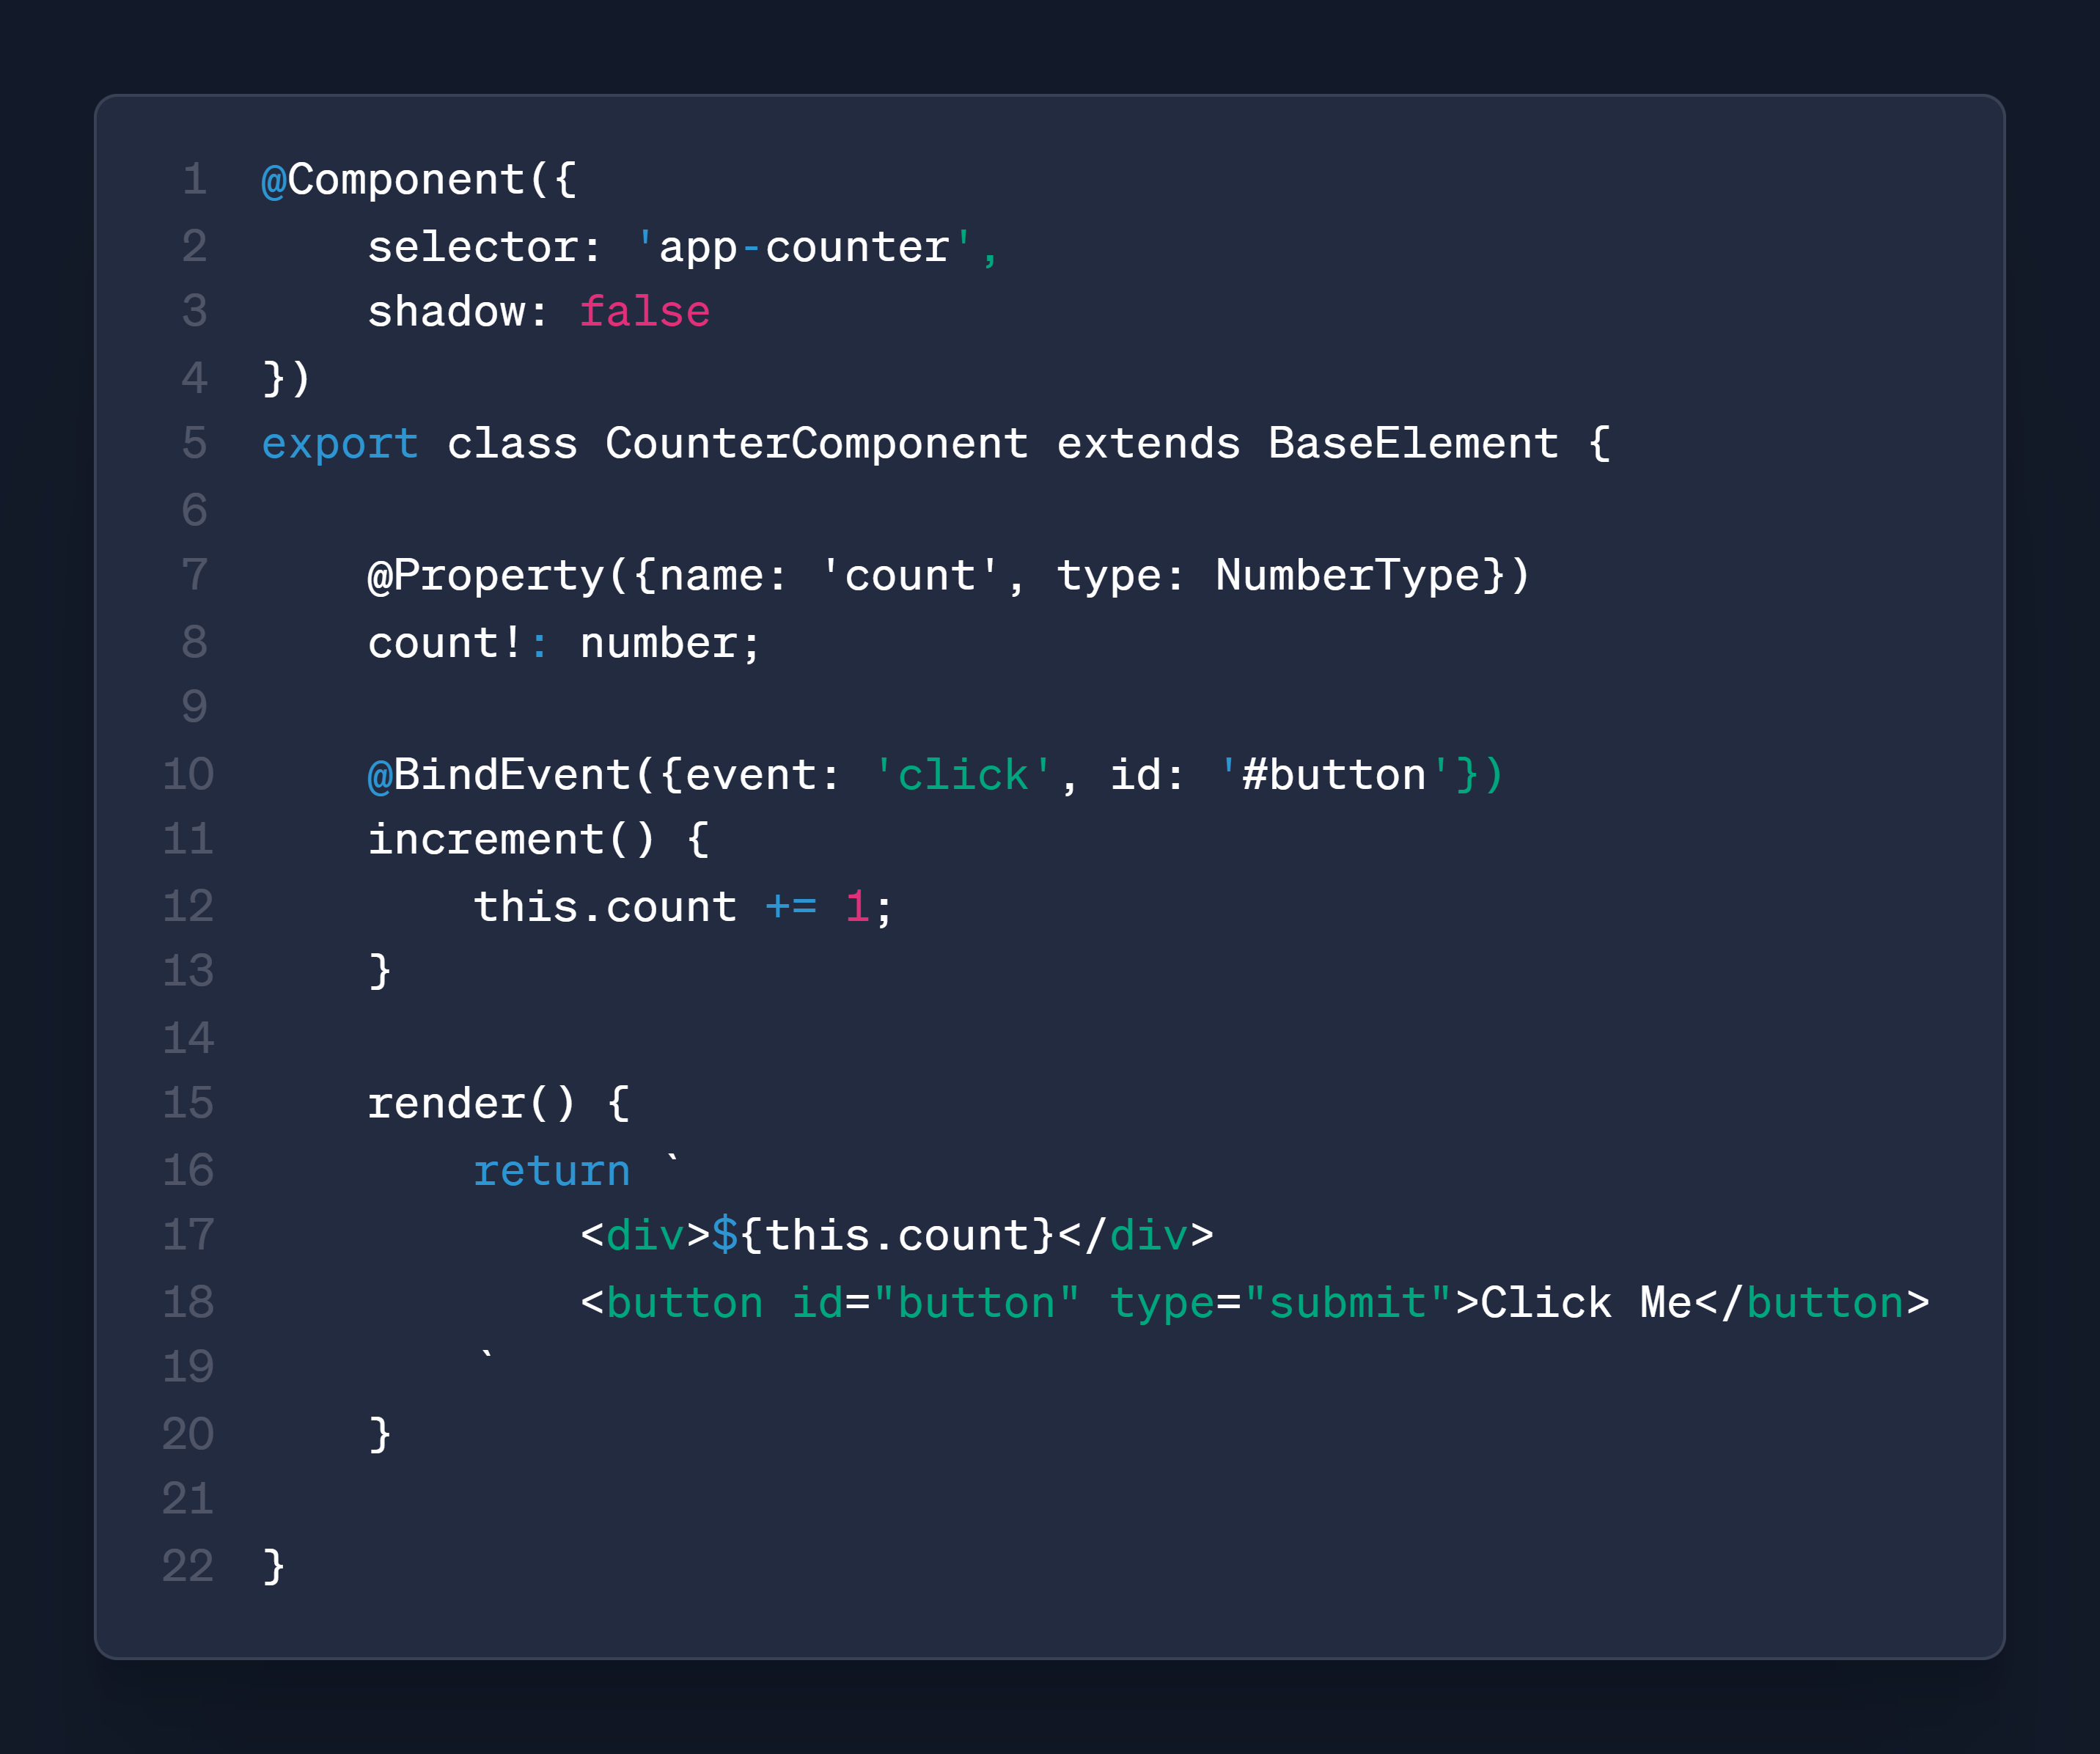 1 @Component({
2     selector: 'app-counter',
3     shadow: false
4 })
5 export class CounterComponent extends BaseElement {
6
7     @Property({name: 'count', type: NumberType})
8     count!: number;
9
10     @BindEvent({event: 'click', id: '#button'})
11     increment() {
12         this.count += 1;
13     }
14
15     render() {
16         return `
17             <div>${this.count}</div>
18             <button id="button" type="submit">Click Me</button>
19         `
20     }
21
22 }